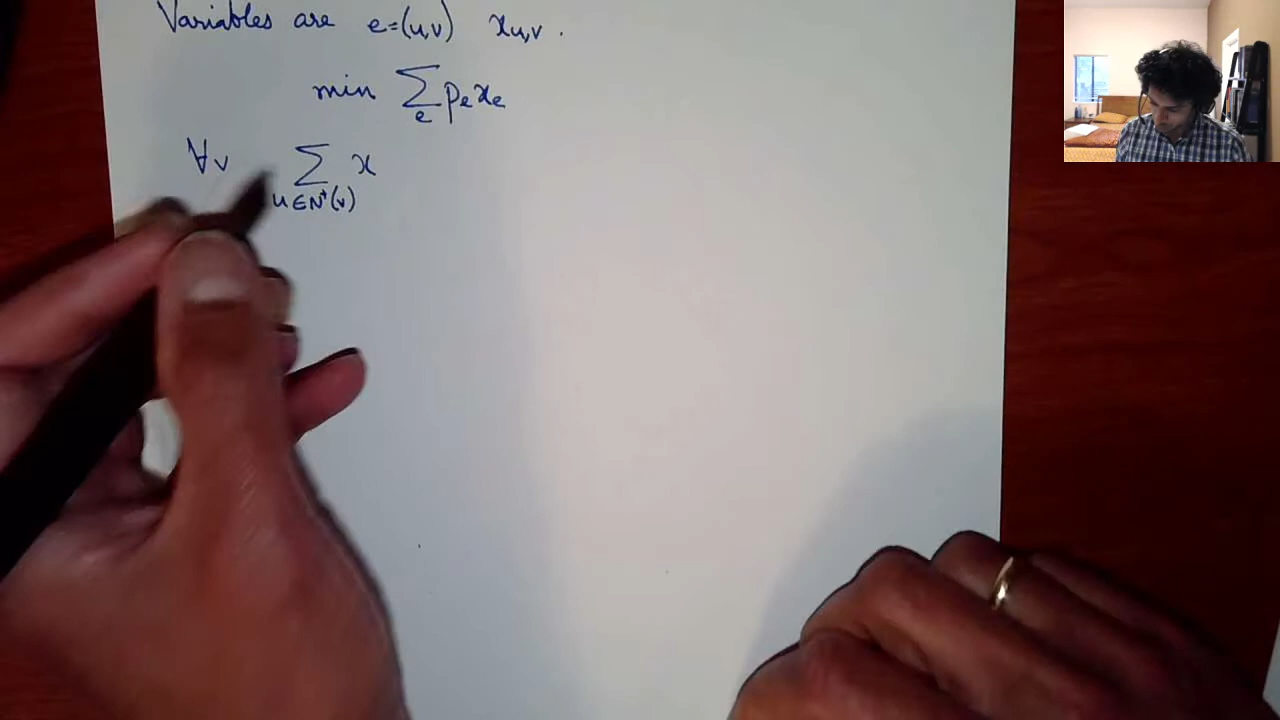 Variables are e=(u,v) x_{u,v} .
min ∑_e p_e x_e
∀v ∑_{u∈N⁺(v)} x